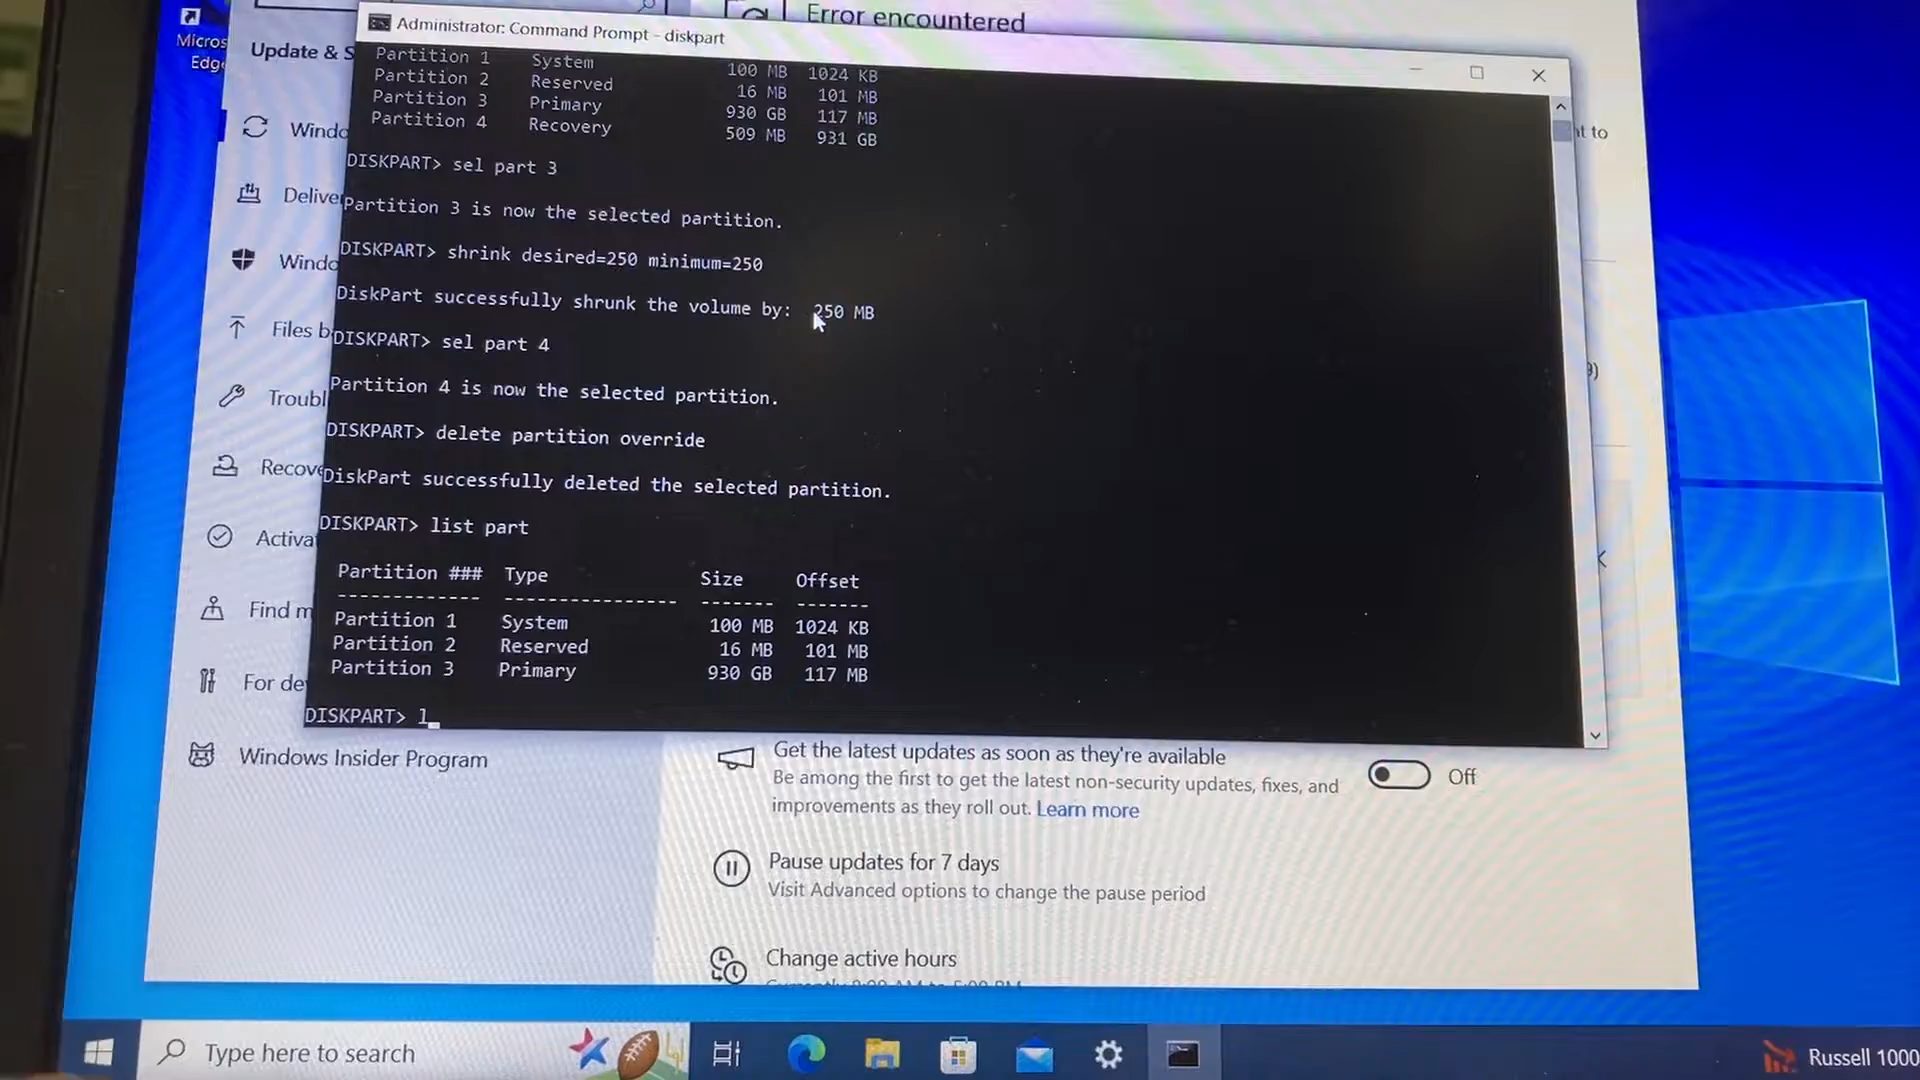 Error encountered
Administrator: Command Prompt - diskpart
Micros
Edge
Update & S
Partition 1 System 100 MB 1024 KB
Partition 2 Reserved 16 MB 101 MB
Partition 3 Primary 930 GB 117 MB
Partition 4 Recovery 509 MB 931 GB
DISKPART> sel part 3
Partition 3 is now the selected partition.
DISKPART> shrink desired=250 minimum=250
DiskPart successfully shrunk the volume by: 250 MB
DISKPART> sel part 4
Partition 4 is now the selected partition.
DISKPART> delete partition override
DiskPart successfully deleted the selected partition.
DISKPART> list part
Partition ### Type Size Offset
------------- ---------------- ------- -------
Partition 1 System 100 MB 1024 KB
Partition 2 Reserved 16 MB 101 MB
Partition 3 Primary 930 GB 117 MB
DISKPART> l_
Windo
Delive
Windo
Files b
Troubl
Recove
Activa
Find m
For de
Windows Insider Program
to
Get the latest updates as soon as they're available
Be among the first to get the latest non-security updates, fixes, and
improvements as they roll out. Learn more
Off
Pause updates for 7 days
Visit Advanced options to change the pause period
Change active hours
Type here to search
Russell 1000